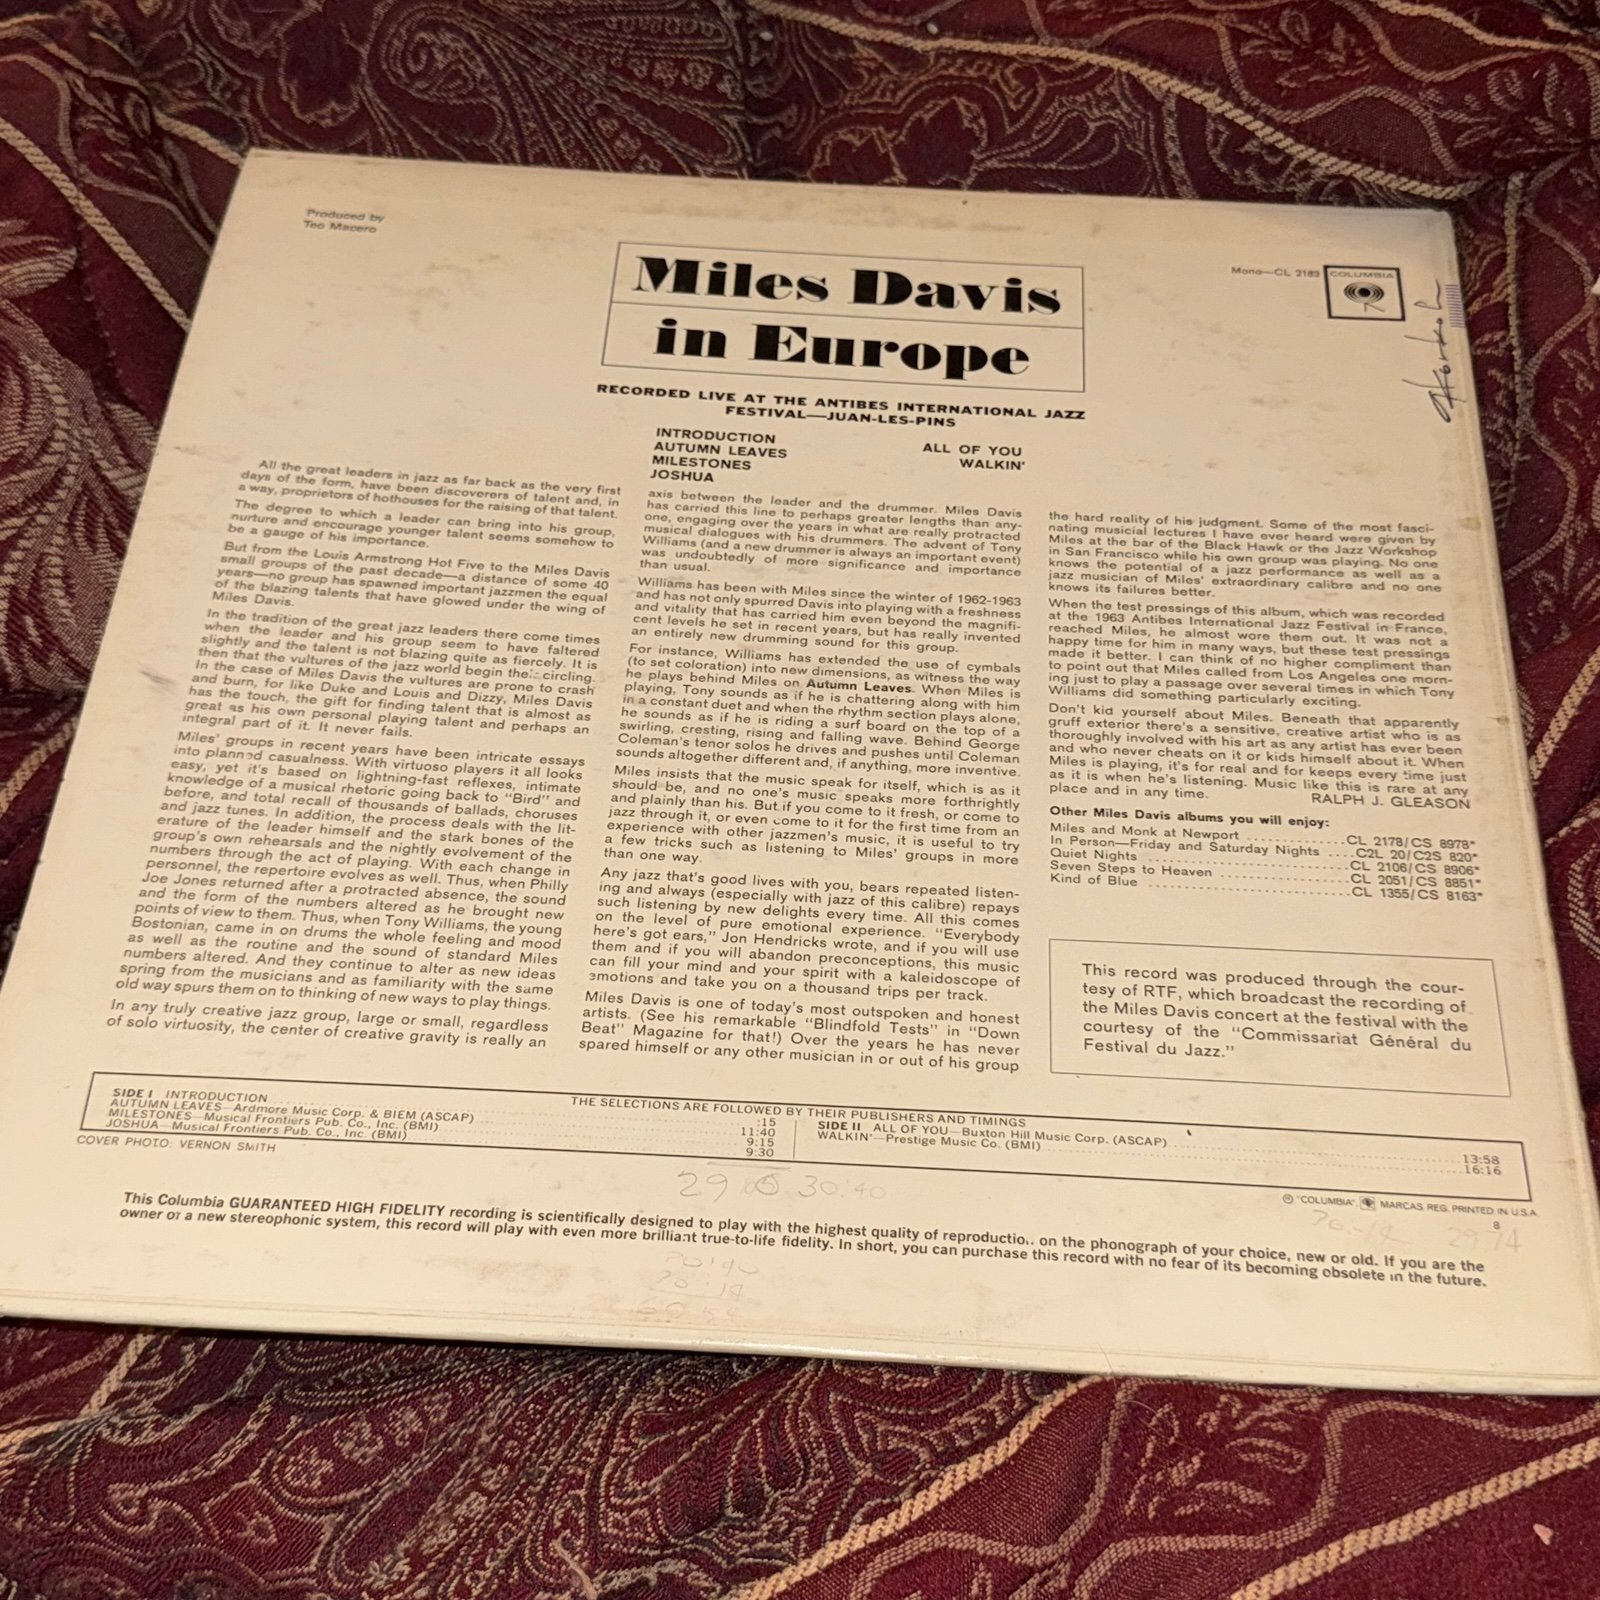 Produced by
Teo Macero
Miles Davis
in Europe
Mono—CL 2183
COLUMBIA
RECORDED LIVE AT THE ANTIBES INTERNATIONAL JAZZ
FESTIVAL—JUAN-LES-PINS
INTRODUCTION
AUTUMN LEAVES
MILESTONES
JOSHUA
ALL OF YOU
WALKIN'
All the great leaders in jazz as far back as the very first
days of the form, have been discoverers of talent and, in
a way, proprietors of hothouses for the raising of that talent.
The degree to which a leader can bring into his group,
nurture and encourage younger talent seems somehow to
be a gauge of his importance.
But from the Louis Armstrong Hot Five to the Miles Davis
small groups of the past decade—a distance of some 40
years—no group has spawned important jazzmen the equal
of the blazing talents that have glowed under the wing of
Miles Davis.
In the tradition of the great jazz leaders there come times
when the leader and his group seem to have faltered
slightly and the talent is not blazing quite as fiercely. It is
then that the vultures of the jazz world begin their circling.
In the case of Miles Davis the vultures are prone to crash
and burn, for like Duke and Louis and Dizzy, Miles Davis
has the touch, the gift for finding talent that is almost as
great as his own personal playing talent and perhaps an
integral part of it. It never fails.
Miles' groups in recent years have been intricate essays
into planned casualness. With virtuoso players it all looks
easy, yet it's based on lightning-fast reflexes, intimate
knowledge of a musical rhetoric going back to "Bird" and
before, and total recall of thousands of ballads, choruses
and jazz tunes. In addition, the process deals with the lit-
erature of the leader himself and the stark bones of the
group's own rehearsals and the nightly evolvement of the
numbers through the act of playing. With each change in
personnel, the repertoire evolves as well. Thus, when Philly
Joe Jones returned after a protracted absence, the sound
and the form of the numbers altered as he brought new
points of view to them. Thus, when Tony Williams, the young
Bostonian, came in on drums the whole feeling and mood
as well as the routine and the sound of standard Miles
numbers altered. And they continue to alter as new ideas
spring from the musicians and as familiarity with the same
old way spurs them on to thinking of new ways to play things.
In any truly creative jazz group, large or small, regardless
of solo virtuosity, the center of creative gravity is really an
axis between the leader and the drummer. Miles Davis
has carried this line to perhaps greater lengths than any-
one, engaging over the years in what are really protracted
musical dialogues with his drummers. The advent of Tony
Williams (and a new drummer is always an important event)
was undoubtedly of more significance and importance
than usual.
Williams has been with Miles since the winter of 1962-1963
and has not only spurred Davis into playing with a freshness
and vitality that has carried him even beyond the magnifi-
cent levels he set in recent years, but has really invented
an entirely new drumming sound for this group.
For instance, Williams has extended the use of cymbals
(to set coloration) into new dimensions, as witness the way
he plays behind Miles on Autumn Leaves. When Miles is
playing, Tony sounds as if he is chattering along with him
in a constant duet and when the rhythm section plays alone,
he sounds as if he is riding a surf board on the top of a
swirling, cresting, rising and falling wave. Behind George
Coleman's tenor solos he drives and pushes until Coleman
sounds altogether different and, if anything, more inventive.
Miles insists that the music speak for itself, which is as it
should be, and no one's music speaks more forthrightly
and plainly than his. But if you come to it fresh, or come to
jazz through it, or even come to it for the first time from an
experience with other jazzmen's music, it is useful to try
a few tricks such as listening to Miles' groups in more
than one way.
Any jazz that's good lives with you, bears repeated listen-
ing and always (especially with jazz of this calibre) repays
such listening by new delights every time. All this comes
on the level of pure emotional experience. "Everybody
here's got ears," Jon Hendricks wrote, and if you will use
them and if you will abandon preconceptions, this music
can fill your mind and your spirit with a kaleidoscope of
emotions and take you on a thousand trips per track.
Miles Davis is one of today's most outspoken and honest
artists. (See his remarkable "Blindfold Tests" in "Down
Beat" Magazine for that!) Over the years he has never
spared himself or any other musician in or out of his group
the hard reality of his judgment. Some of the most fasci-
nating musicial lectures I have ever heard were given by
Miles at the bar of the Black Hawk or the Jazz Workshop
in San Francisco while his own group was playing. No one
knows the potential of a jazz performance as well as a
jazz musician of Miles' extraordinary calibre and no one
knows its failures better.
When the test pressings of this album, which was recorded
at the 1963 Antibes International Jazz Festival in France,
reached Miles, he almost wore them out. It was not a
happy time for him in many ways, but these test pressings
made it better. I can think of no higher compliment than
to point out that Miles called from Los Angeles one morn-
ing just to play a passage over several times in which Tony
Williams did something particularly exciting.
Don't kid yourself about Miles. Beneath that apparently
gruff exterior there's a sensitive, creative artist who is as
thoroughly involved with his art as any artist has ever been
and who never cheats on it or kids himself about it. When
Miles is playing, it's for real and for keeps every time just
as it is when he's listening. Music like this is rare at any
place and in any time. RALPH J. GLEASON
Other Miles Davis albums you will enjoy:
Miles and Monk at Newport CL 2178/CS 8978*
In Person—Friday and Saturday Nights C2L 20/C2S 820*
Quiet Nights CL 2106/CS 8906*
Seven Steps to Heaven CL 2051/CS 8851*
Kind of Blue CL 1355/CS 8163*
This record was produced through the cour-
tesy of RTF, which broadcast the recording of
the Miles Davis concert at the festival with the
courtesy of the "Commissariat Général du
Festival du Jazz."
THE SELECTIONS ARE FOLLOWED BY THEIR PUBLISHERS AND TIMINGS
SIDE I INTRODUCTION :15
AUTUMN LEAVES—Ardmore Music Corp. & BIEM (ASCAP) 11:40
MILESTONES—Musical Frontiers Pub. Co., Inc. (BMI) 9:15
JOSHUA—Musical Frontiers Pub. Co., Inc. (BMI) 9:30
SIDE II ALL OF YOU—Buxton Hill Music Corp. (ASCAP) 13:58
WALKIN'—Prestige Music Co. (BMI) 16:16
COVER PHOTO: VERNON SMITH
30:40
® "COLUMBIA", MARCAS REG. PRINTED IN U.S.A.
8
This Columbia GUARANTEED HIGH FIDELITY recording is scientifically designed to play with the highest quality of reproduction on the phonograph of your choice, new or old. If you are the
owner of a new stereophonic system, this record will play with even more brilliant true-to-life fidelity. In short, you can purchase this record with no fear of its becoming obsolete in the future.